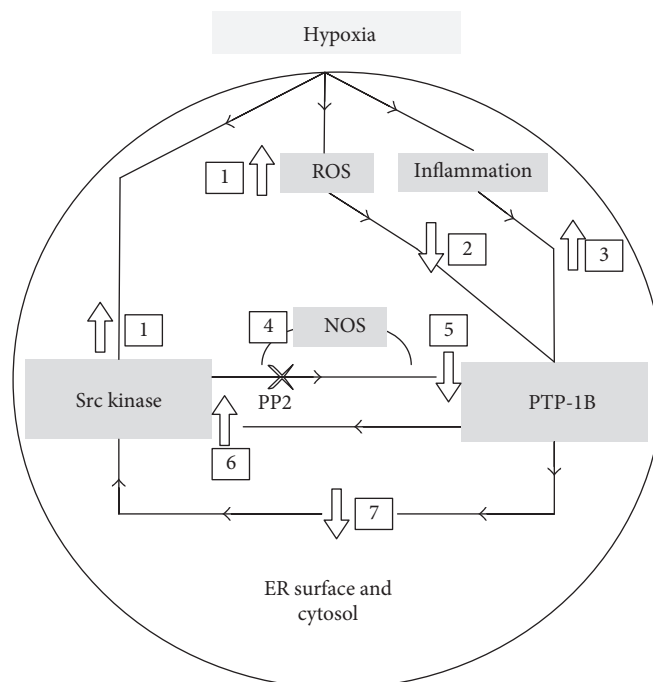 Hypoxia
1
ROS
Inflammation
2
3
1
4
NOS
5
Src kinase
PP2
PTP-1B
6
7
ER surface and
cytosol